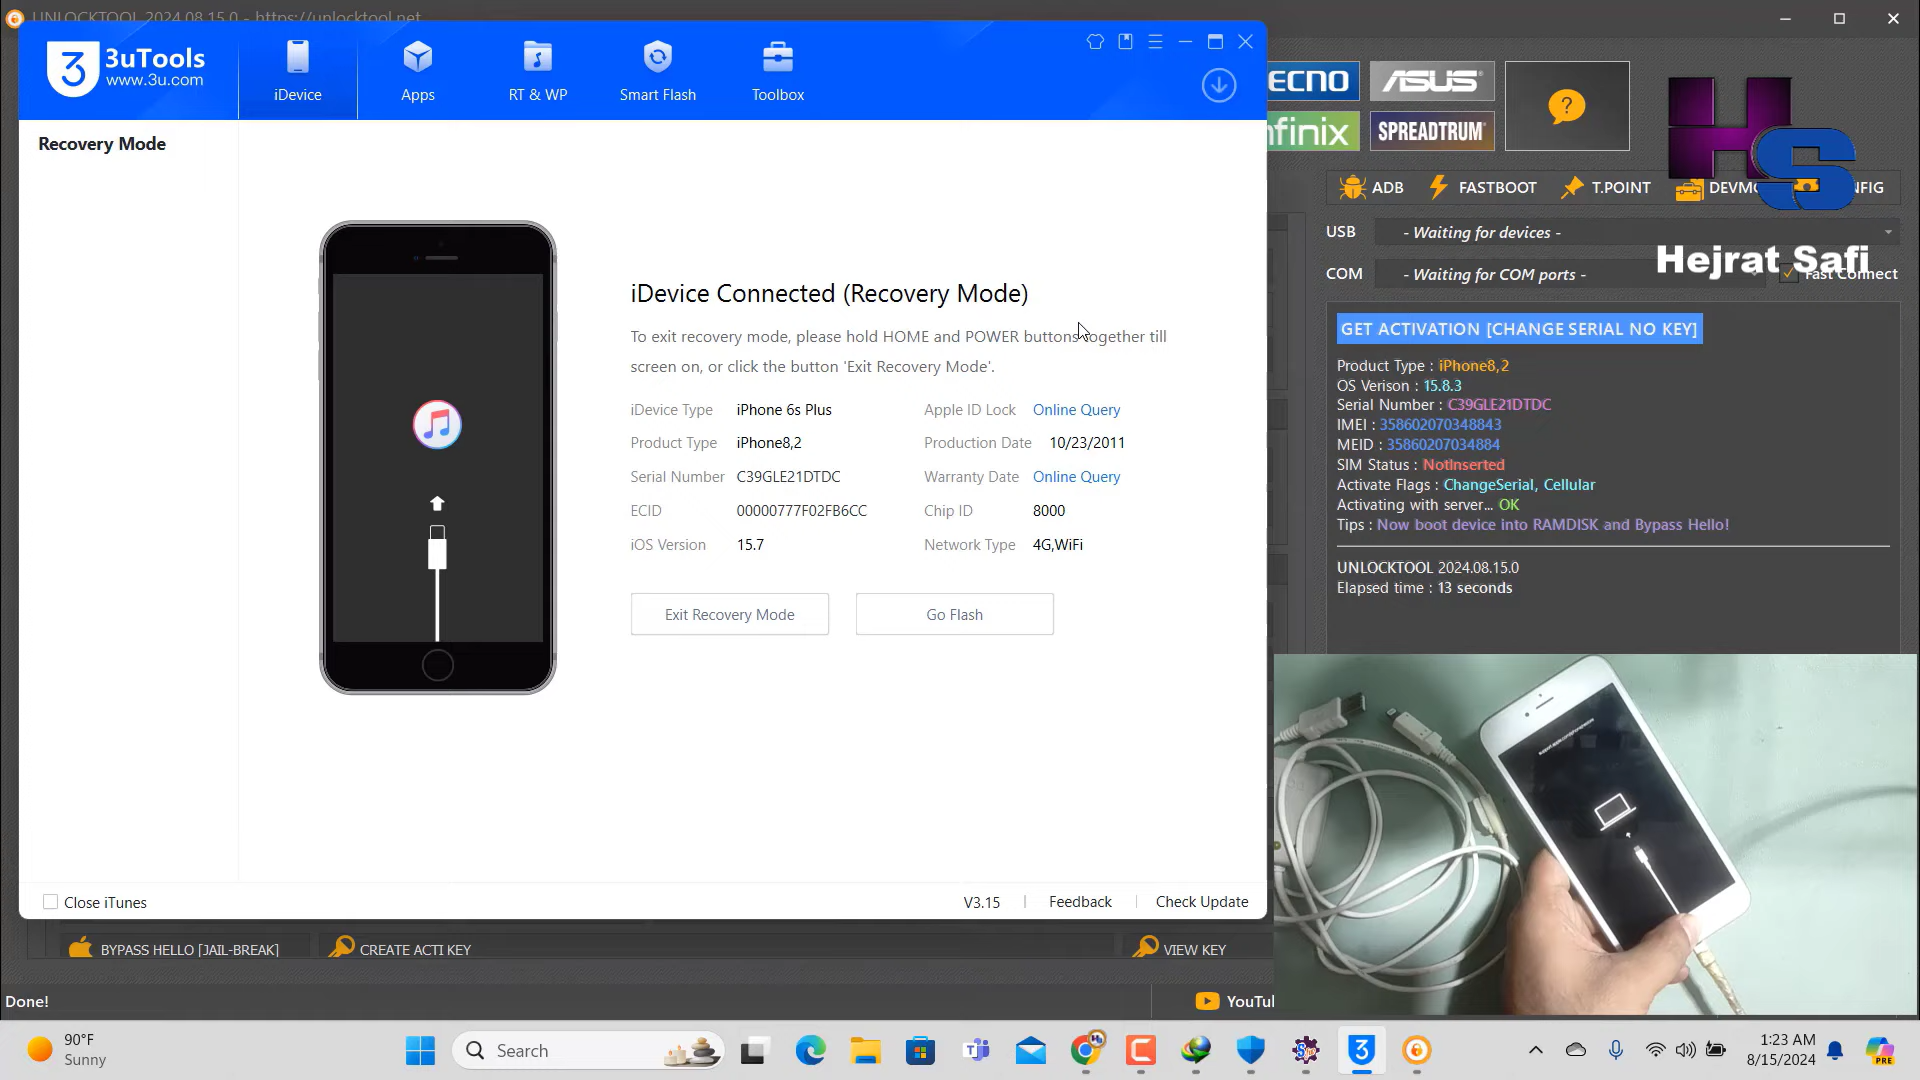 UNLOCKTOOL 2024.08.15.0 - https://unlocktool.net
3 3uTools
www.3u.com
iDevice
Apps
RT & WP
Smart Flash
Toolbox
ECNO
ASUS
?
HS
nfinix
SPREADTRUM
Recovery Mode
ADB
FASTBOOT
T.POINT
DEVM
NFIG
USB
- Waiting for devices -
Hejrat Safi
COM
- Waiting for COM ports -
Fast Connect
iDevice Connected (Recovery Mode)
To exit recovery mode, please hold HOME and POWER buttons together till
screen on, or click the button 'Exit Recovery Mode'.
iDevice Type iPhone 6s Plus Apple ID Lock Online Query
Product Type iPhone8,2 Production Date 10/23/2011
Serial Number C39GLE21DTDC Warranty Date Online Query
ECID 00000777F02FB6CC Chip ID 8000
iOS Version 15.7 Network Type 4G,WiFi
Exit Recovery Mode
Go Flash
GET ACTIVATION [CHANGE SERIAL NO KEY]
Product Type : iPhone8,2
OS Verison : 15.8.3
Serial Number : C39GLE21DTDC
IMEI : 358602070348843
MEID : 35860207034884
SIM Status : NotInserted
Activate Flags : ChangeSerial, Cellular
Activating with server... OK
Tips : Now boot device into RAMDISK and Bypass Hello!
UNLOCKTOOL 2024.08.15.0
Elapsed time : 13 seconds
Close iTunes
V3.15
Feedback
Check Update
BYPASS HELLO [JAIL-BREAK]
CREATE ACTI KEY
VIEW KEY
Done!
YouTu
90°F
Sunny
Search
3
1:23 AM
8/15/2024
PRE